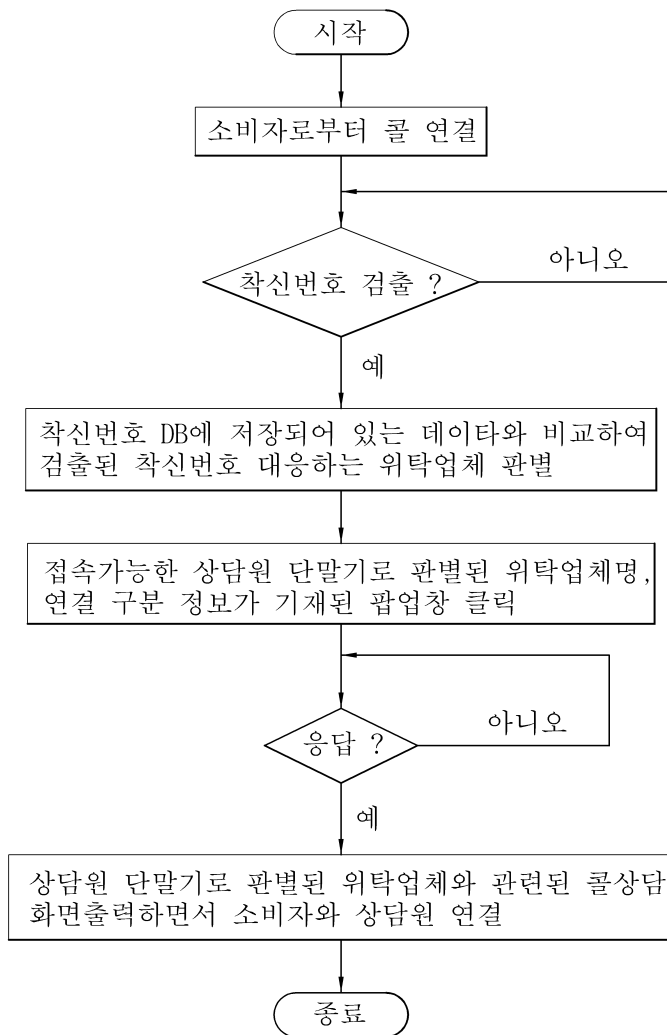 시작
소비자로부터 콜 연결
착신번호 검출 ?
아니오
예
착신번호 DB에 저장되어 있는 데이타와 비교하여
검출된 착신번호 대응하는 위탁업체 판별
접속가능한 상담원 단말기로 판별된 위탁업체명,
연결 구분 정보가 기재된 팝업창 클릭
응답 ?
아니오
예
상담원 단말기로 판별된 위탁업체와 관련된 콜상담
화면출력하면서 소비자와 상담원 연결
종료